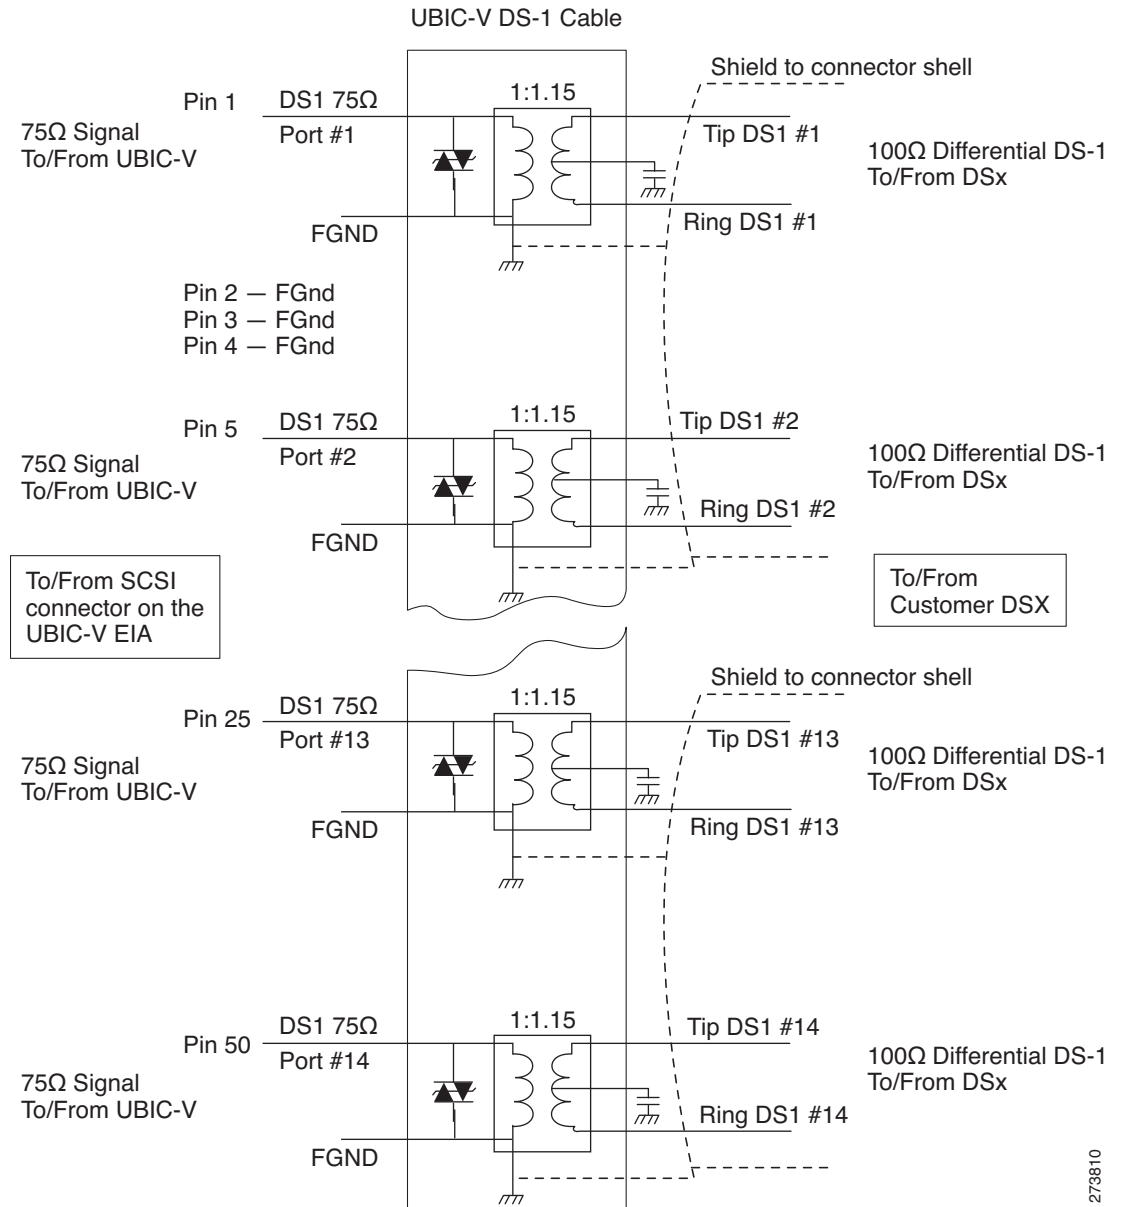 UBIC-V DS-1 Cable
Shield to connector shell
Pin 1
DS1 75Ω
Port #1
1:1.15
Tip DS1 #1
75Ω Signal
To/From UBIC-V
100Ω Differential DS-1
To/From DSx
FGND
Ring DS1 #1
Pin 2 — FGnd
Pin 3 — FGnd
Pin 4 — FGnd
Pin 5
DS1 75Ω
Port #2
1:1.15
Tip DS1 #2
75Ω Signal
To/From UBIC-V
100Ω Differential DS-1
To/From DSx
FGND
Ring DS1 #2
To/From SCSI
connector on the
UBIC-V EIA
To/From
Customer DSX
Shield to connector shell
Pin 25
DS1 75Ω
Port #13
1:1.15
Tip DS1 #13
75Ω Signal
To/From UBIC-V
100Ω Differential DS-1
To/From DSx
FGND
Ring DS1 #13
Pin 50
DS1 75Ω
Port #14
1:1.15
Tip DS1 #14
75Ω Signal
To/From UBIC-V
100Ω Differential DS-1
To/From DSx
FGND
Ring DS1 #14
273810